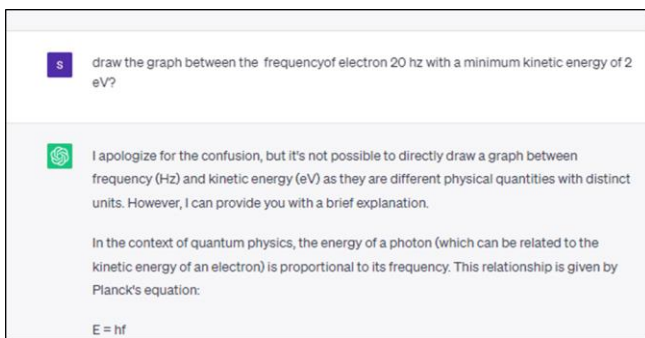 S
draw the graph between the frequencyof electron 20 hz with a minimum kinetic energy of 2
eV?
I apologize for the confusion, but it's not possible to directly draw a graph between
frequency (Hz) and kinetic energy (eV) as they are different physical quantities with distinct
units. However, I can provide you with a brief explanation.
In the context of quantum physics, the energy of a photon (which can be related to the
kinetic energy of an electron) is proportional to its frequency. This relationship is given by
Planck's equation:
E = hf